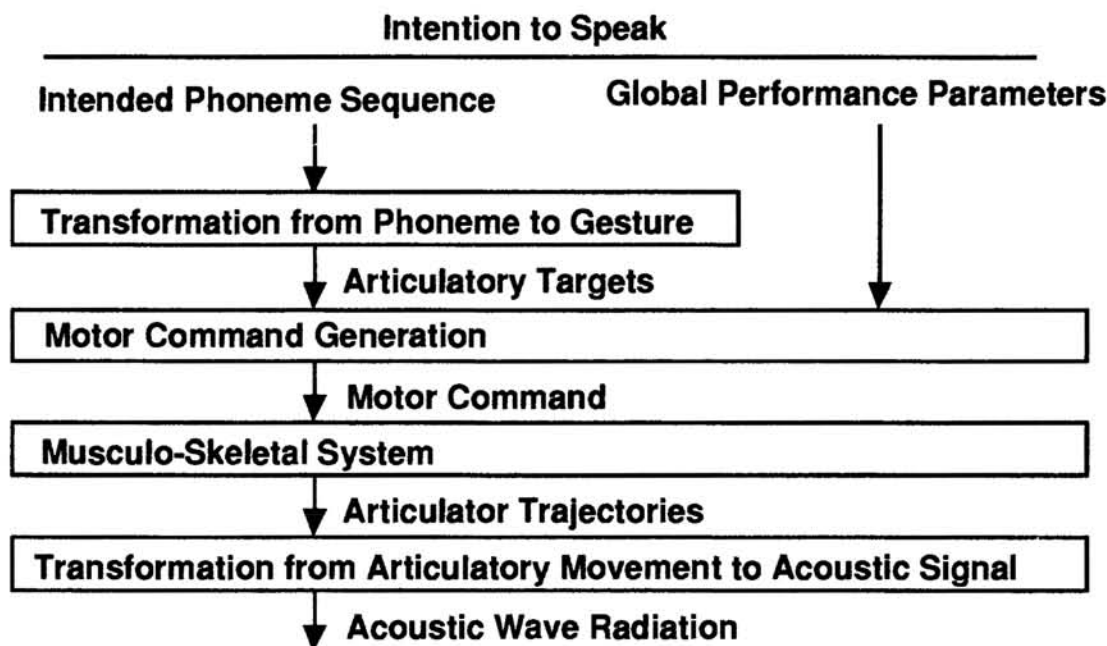 Intention to Speak
Intended Phoneme Sequence
Global Performance Parameters
Transformation from Phoneme to Gesture
Articulatory Targets
Motor Command Generation
Motor Command
Musculo-Skeletal System
Articulator Trajectories
Transformation from Articulatory Movement to Acoustic Signal
Acoustic Wave Radiation